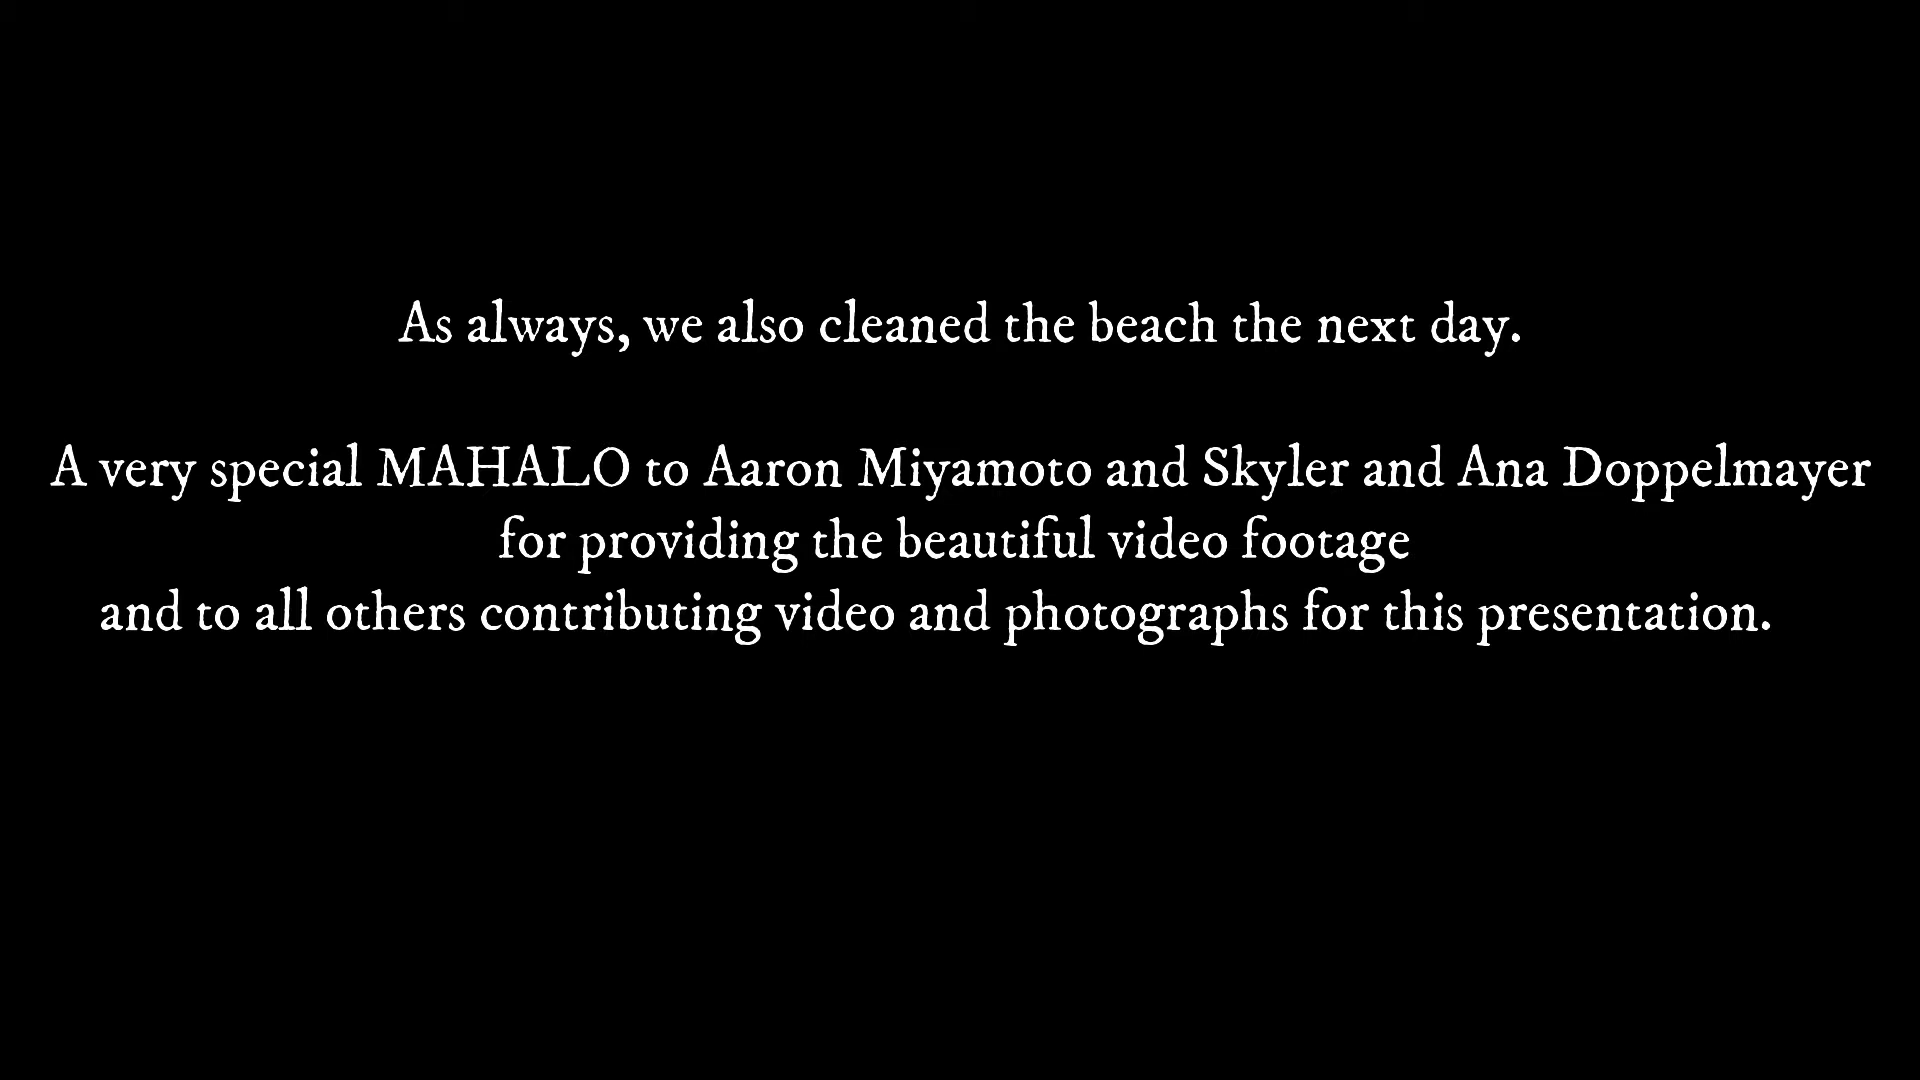 As always, we also cleaned the beach the next day.
A very special MAHALO to Aaron Miyamoto and Skyler and Ana Doppelmayer
for providing the beautiful video footage
and to all others contributing video and photographs for this presentation.